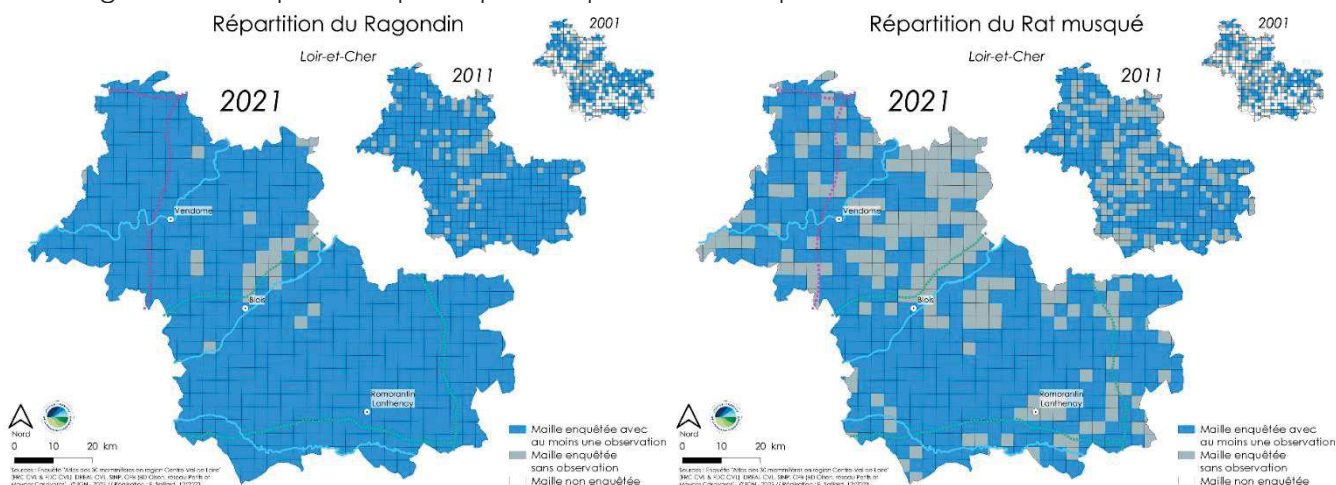 Répartition du Ragondin
Loir-et-Cher
2001
2011
2021
Vendome
Blois
Romorantin
Lanthenay
Nord
0 10 20 km
Maille enquêtée avec
au moins une observation
Maille enquêtée
sans observation
Maille non enquêtée
Répartition du Rat musqué
Loir-et-Cher
2001
2011
2021
Vendome
Blois
Romorantin
Lanthenay
Nord
0 10 20 km
Maille enquêtée avec
au moins une observation
Maille enquêtée
sans observation
Maille non enquêtée